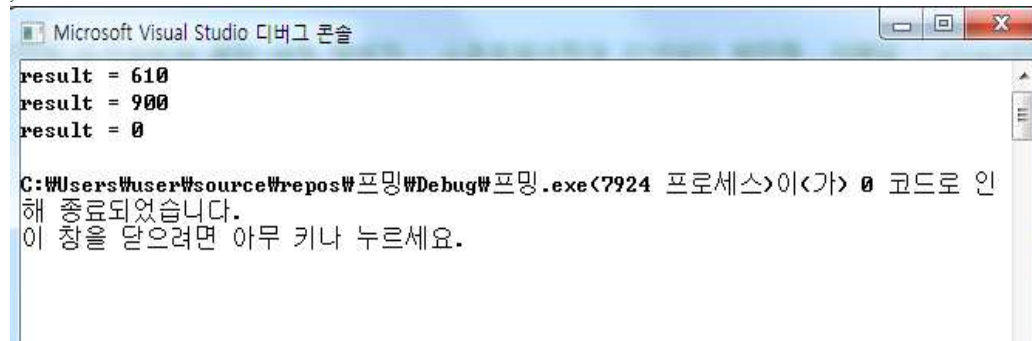 Microsoft Visual Studio 디버그 콘솔
result = 610
result = 900
result = 0
C:₩Users₩user₩source₩repos₩프밍₩Debug₩프밍.exe(7924 프로세스)이(가) 0 코드로 인
해 종료되었습니다.
이 창을 닫으려면 아무 키나 누르세요.